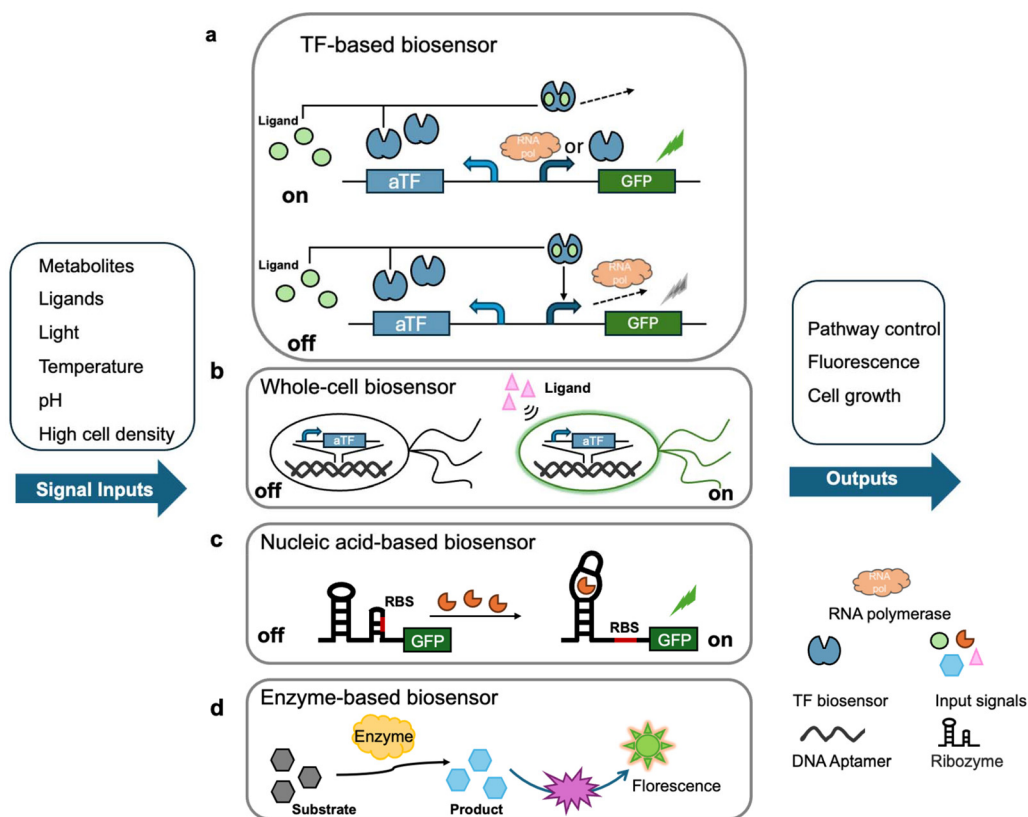 a
TF-based biosensor
Ligand
RNA
pol
or
aTF
GFP
on
Ligand
RNA
pol
aTF
GFP
off
Metabolites
Ligands
Light
Temperature
pH
High cell density
Signal Inputs
Pathway control
Fluorescence
Cell growth
Outputs
b
Whole-cell biosensor
Ligand
aTF
aTF
off
on
c
Nucleic acid-based biosensor
RBS
off
GFP
RBS
GFP
on
d
Enzyme-based biosensor
Enzyme
Substrate
Product
Florescence
RNA
pol
RNA polymerase
TF biosensor
Input signals
DNA Aptamer
Ribozyme